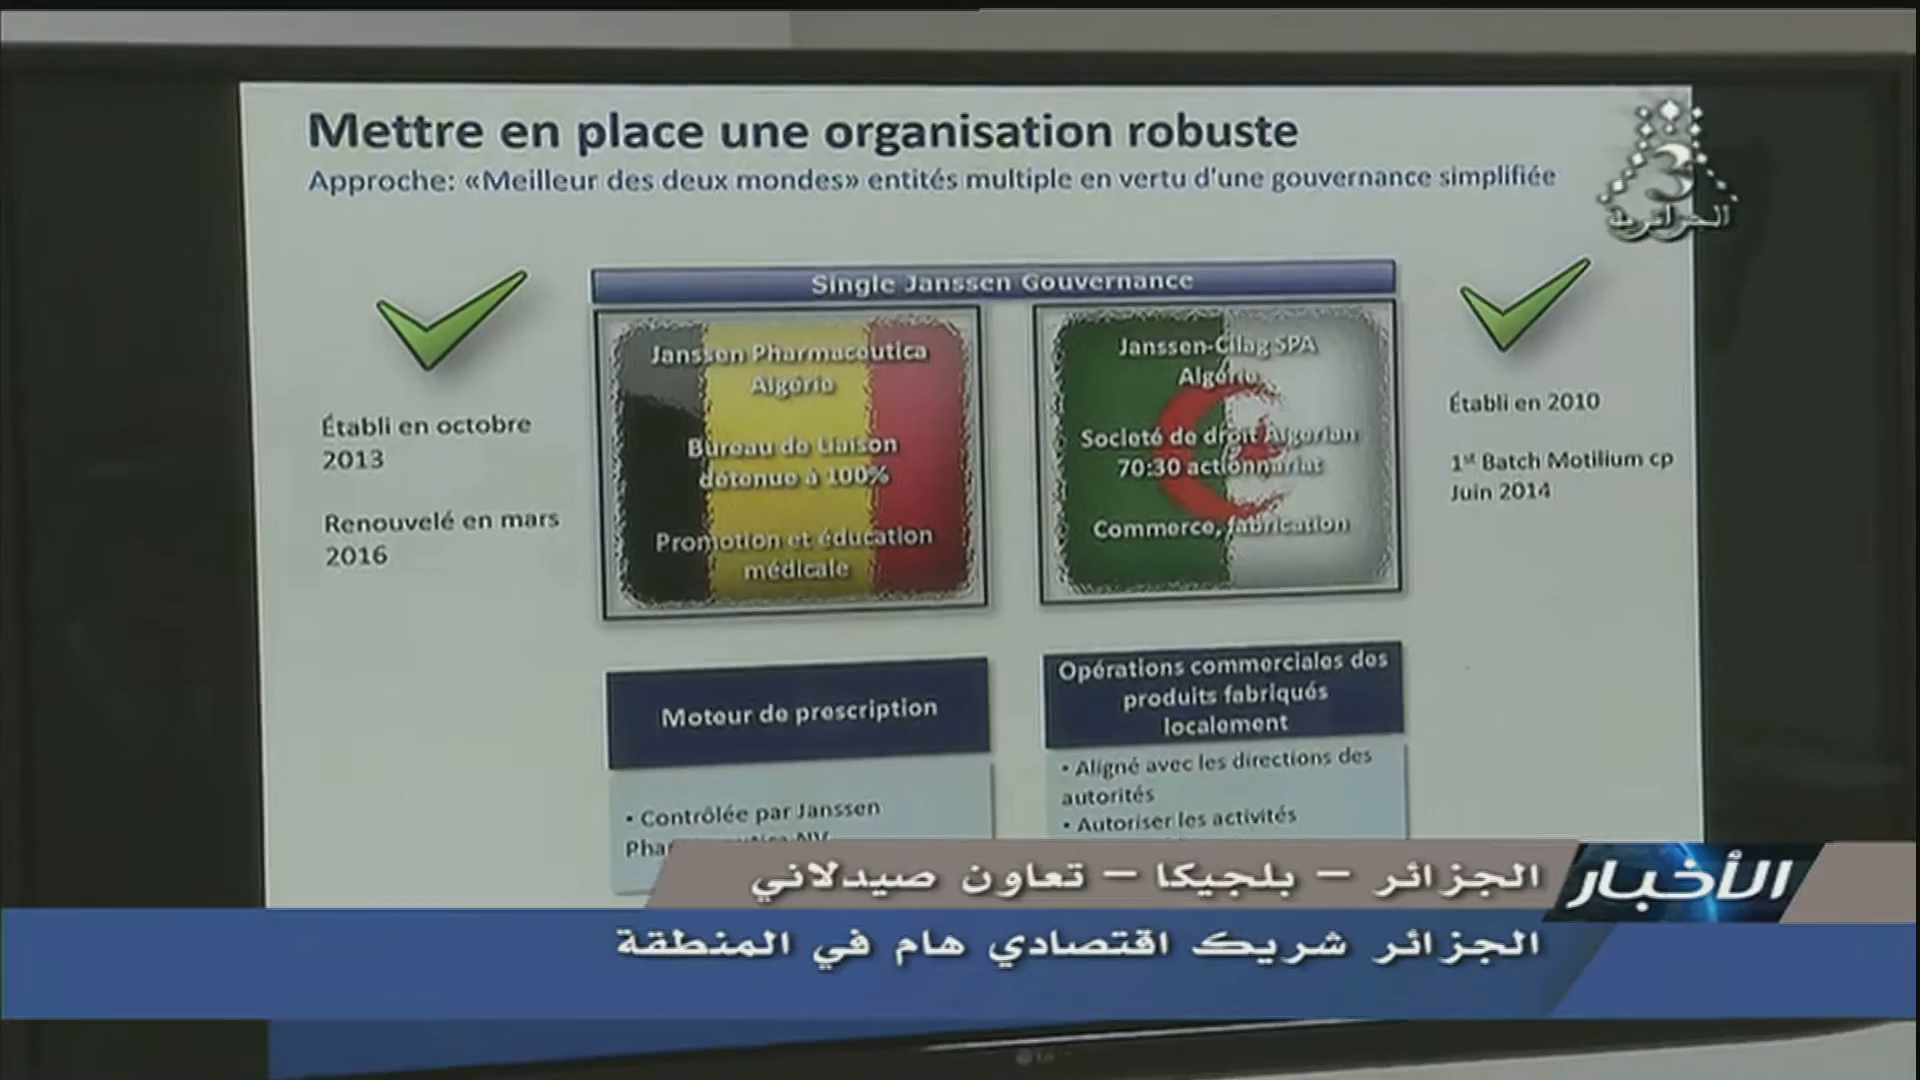 Mettre en place une organisation robuste
Approche: «Meilleur des deux mondes» entités multiple en vertu d'une gouvernance simplifiée
3
الجزائرية
Single Janssen Gouvernance
Établi en octobre
2013
Renouvelé en mars
2016
Janssen Pharmaceutica
Algérie
Bureau de Liaison
détenue à 100%
Promotion et éducation
médicale
Janssen-Cilag SPA
Algérie
Societé de droit Algerian
70:30 actionnariat
Commerce, fabrication
Établi en 2010
1st Batch Motilium cp
Juin 2014
Moteur de prescription
• Contrôlée par Janssen
Opérations commerciales des
produits fabriqués
localement
• Aligné avec les directions des
autorités
• Autoriser les activités
الأخبار
الجزائر – بلجيكا – تعاون صيدلاني
الجزائر شريك اقتصادي هام في المنطقة
LG